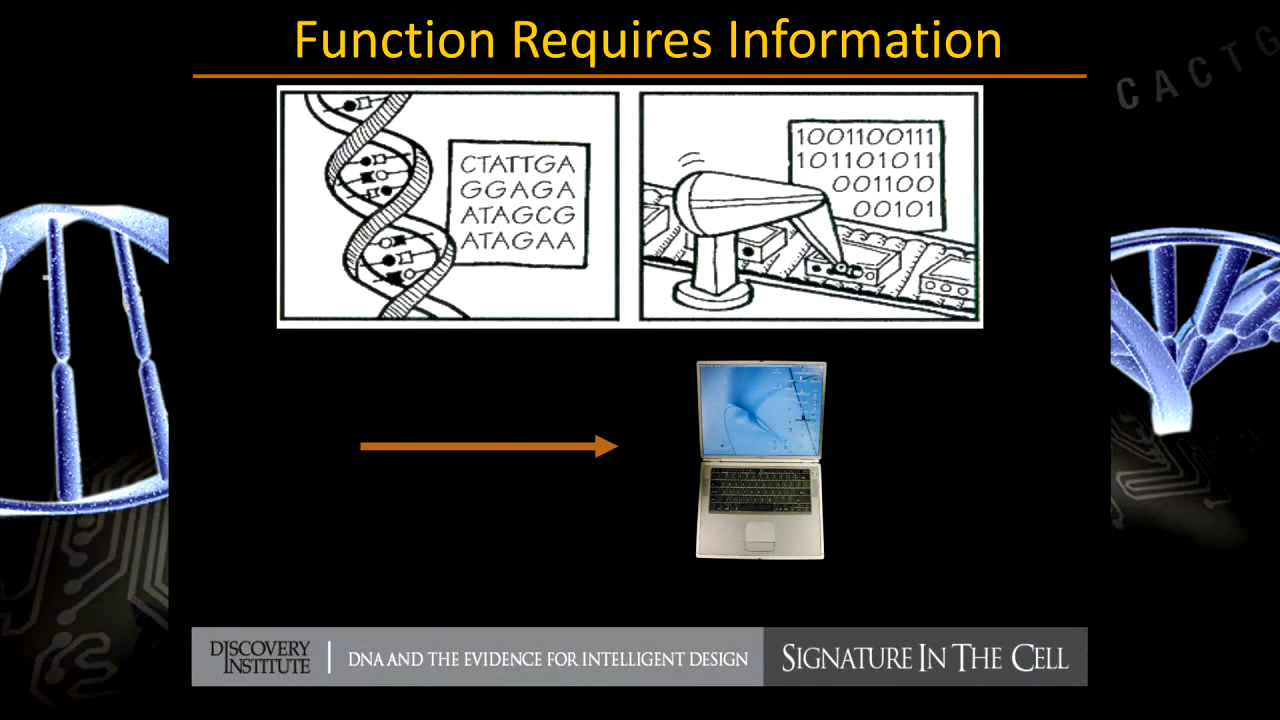 Function Requires Information
CACTG
CTATTGA
GGAGA
ATAGCG
ATAGAA
1001100111
101101011
001100
00101
DISCOVERY
INSTITUTE
DNA AND THE EVIDENCE FOR INTELLIGENT DESIGN
SIGNATURE IN THE CELL